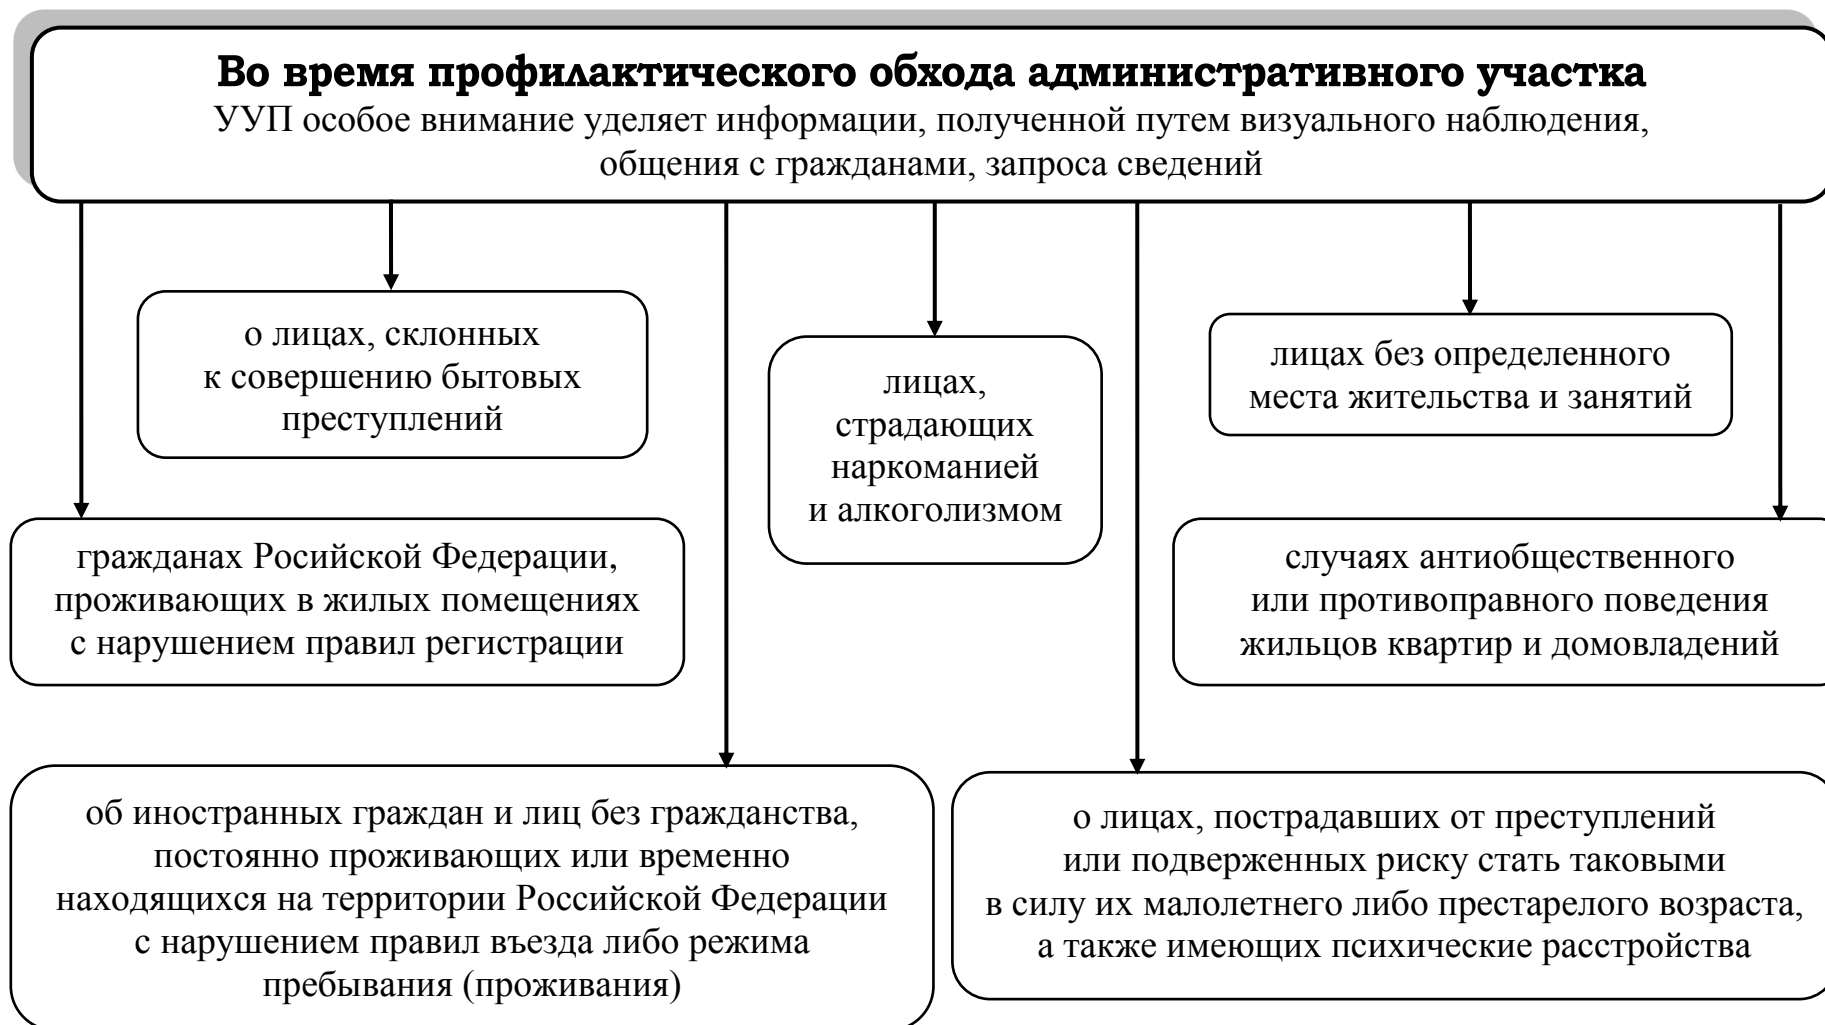 Во время профилактического обхода административного участка
УУП особое внимание уделяет информации, полученной путем визуального наблюдения,
общения с гражданами, запроса сведений
о лицах, склонных
к совершению бытовых
преступлений
лицах,
страдающих
наркоманией
и алкоголизмом
лицах без определенного
места жительства и занятий
гражданах Росийской Федерации,
проживающих в жилых помещениях
с нарушением правил регистрации
случаях антиобщественного
или противоправного поведения
жильцов квартир и домовладений
об иностранных граждан и лиц без гражданства,
постоянно проживающих или временно
находящихся на территории Российской Федерации
с нарушением правил въезда либо режима
пребывания (проживания)
о лицах, пострадавших от преступлений
или подверженных риску стать таковыми
в силу их малолетнего либо престарелого возраста,
а также имеющих психические расстройства